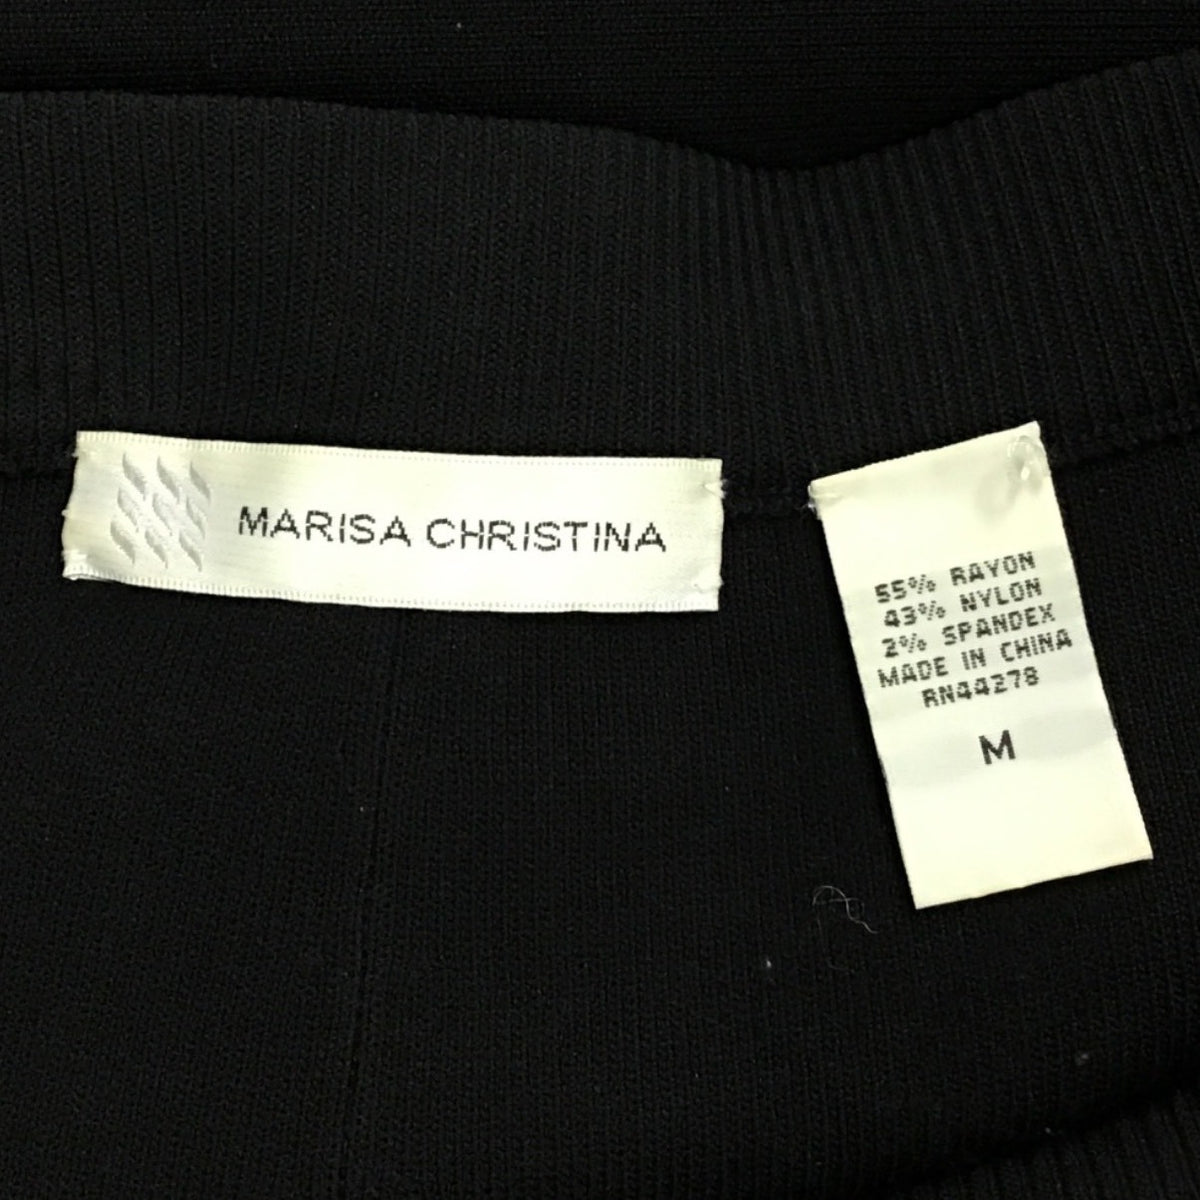 MARISA CHRISTINA
55% RAYON
43% NYLON
2% SPANDEX
MADE IN CHINA
RN44278
M